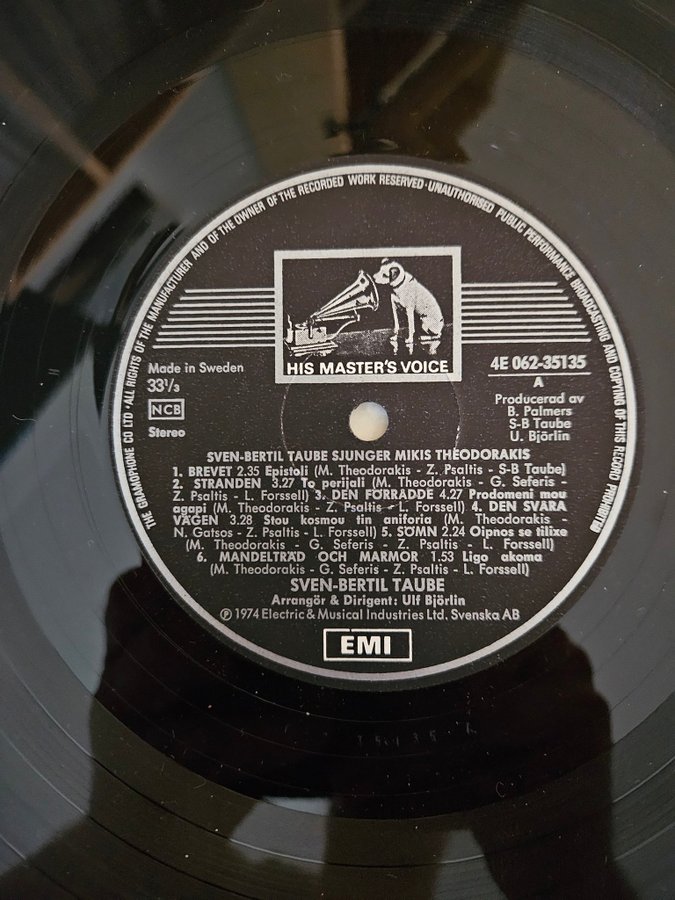 THE GRAMOPHONE CO LTD · ALL RIGHTS OF THE MANUFACTURER AND OF THE OWNER OF THE RECORDED WORK RESERVED · UNAUTHORISED PUBLIC PERFORMANCE BROADCASTING AND COPYING OF THIS RECORD PROHIBITED
HIS MASTER'S VOICE
Made in Sweden
33 1/3
NCB
Stereo
4E 062-35135
A
Producerad av
B. Palmers
S-B Taube
U. Björlin
SVEN-BERTIL TAUBE SJUNGER MIKIS THEODORAKIS
1. BREVET 2.35 Epistoli (M. Theodorakis - Z. Psaltis - S-B Taube)
2. STRANDEN 3.27 To perijali (M. Theodorakis - G. Seferis -
Z. Psaltis - L. Forssell) 3. DEN FÖRRÅDDE 4.27 Prodomeni mou
agapi (M. Theodorakis - Z. Psaltis - L. Forssell) 4. DEN SVÅRA
VÄGEN 3.28 Stou kosmou tin aniforia (M. Theodorakis -
N. Gatsos - Z. Psaltis - L. Forssell) 5. SÖMN 2.24 Oipnos se tilixe
(M. Theodorakis - G. Seferis - Z. Psaltis - L. Forssell)
6. MANDELTRÄD OCH MARMOR 1.53 Ligo akoma
(M. Theodorakis - G. Seferis - Z. Psaltis - L. Forssell)
SVEN-BERTIL TAUBE
Arrangör & Dirigent: Ulf Björlin
℗ 1974 Electric & Musical Industries Ltd. Svenska AB
EMI